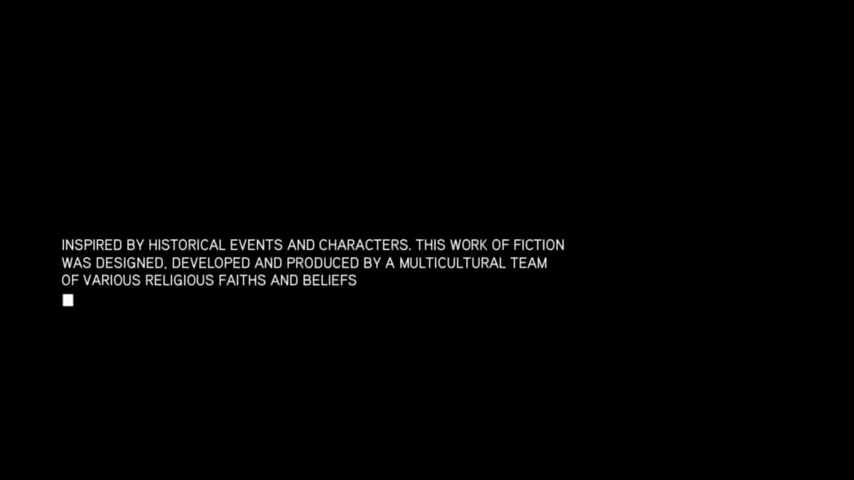 INSPIRED BY HISTORICAL EVENTS AND CHARACTERS. THIS WORK OF FICTION
WAS DESIGNED, DEVELOPED AND PRODUCED BY A MULTICULTURAL TEAM
OF VARIOUS RELIGIOUS FAITHS AND BELIEFS